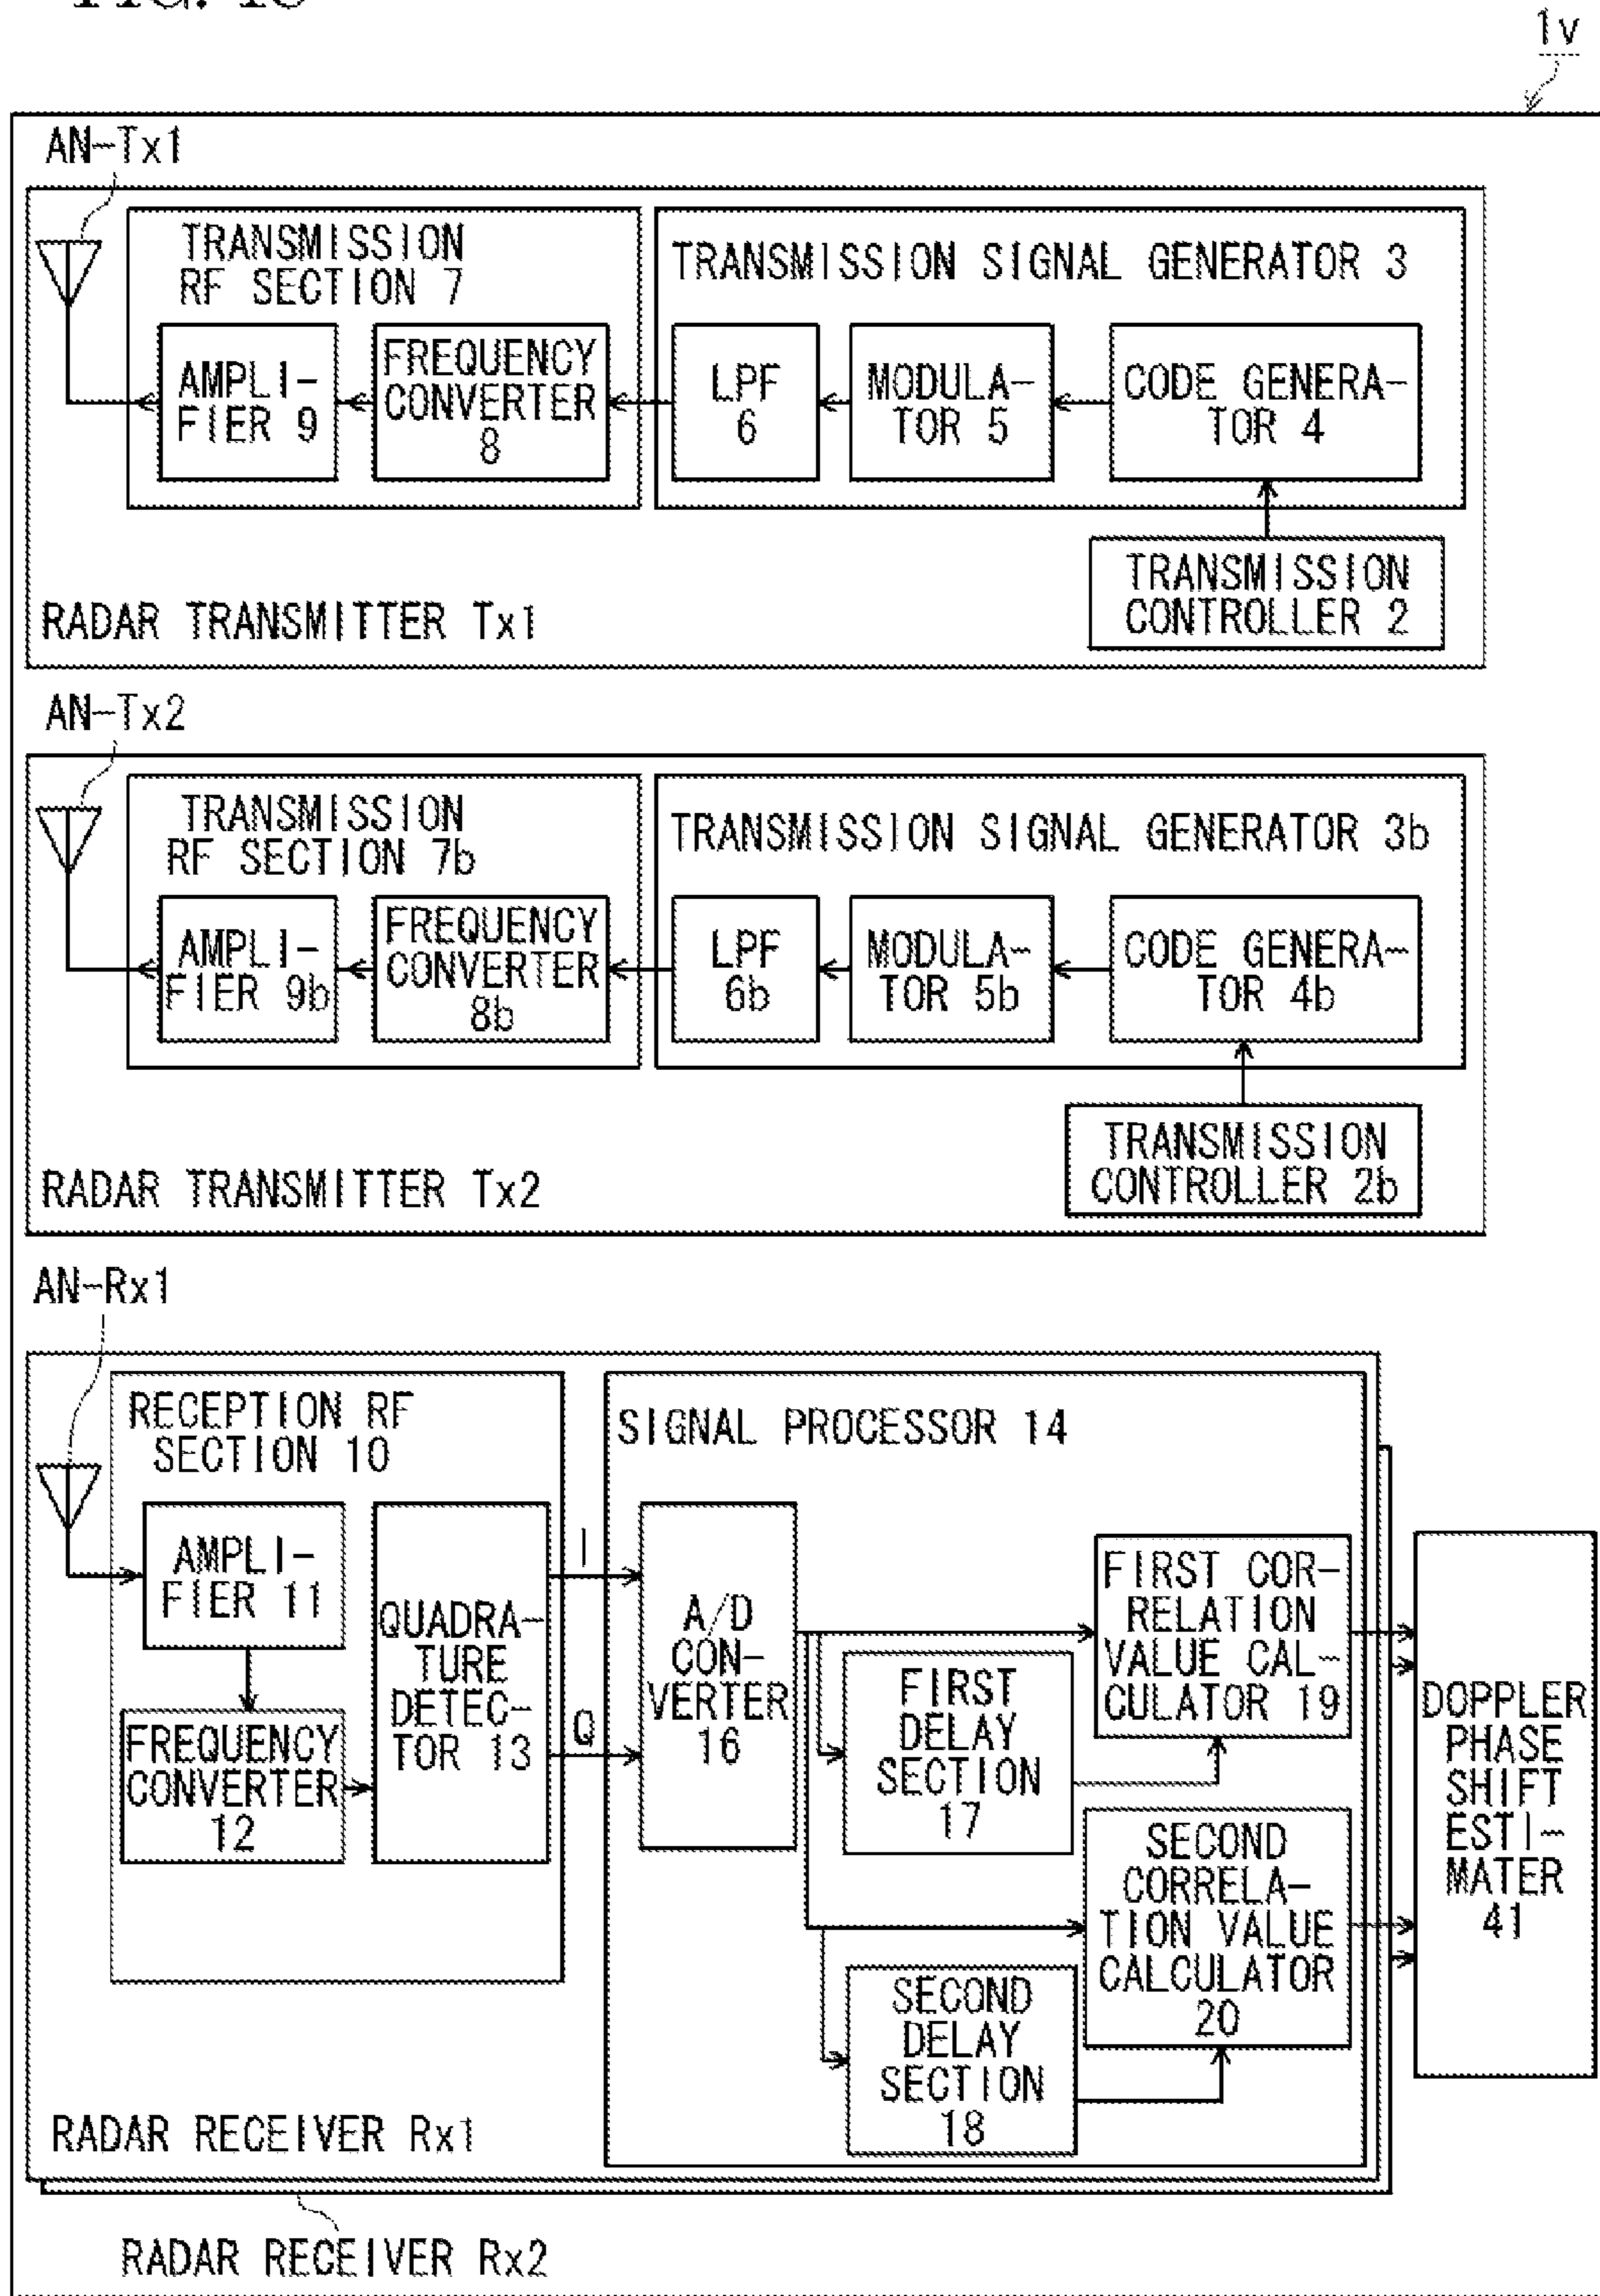 1v
AN-Tx1
TRANSMISSION
RF SECTION 7
TRANSMISSION SIGNAL GENERATOR 3
AMPLI-
FIER 9
FREQUENCY
CONVERTER
8
LPF
6
MODULA-
TOR 5
CODE GENERA-
TOR 4
TRANSMISSION
CONTROLLER 2
RADAR TRANSMITTER Tx1
AN-Tx2
TRANSMISSION
RF SECTION 7b
TRANSMISSION SIGNAL GENERATOR 3b
AMPLI-
FIER 9b
FREQUENCY
CONVERTER
8b
LPF
6b
MODULA-
TOR 5b
CODE GENERA-
TOR 4b
TRANSMISSION
CONTROLLER 2b
RADAR TRANSMITTER Tx2
AN-Rx1
RECEPTION RF
SECTION 10
AMPLI-
FIER 11
FREQUENCY
CONVERTER
12
QUADRA-
TURE
DETEC-
TOR 13
I
Q
SIGNAL PROCESSOR 14
A/D
CON-
VERTER
16
FIRST
DELAY
SECTION
17
FIRST COR-
RELATION
VALUE CAL-
CULATOR 19
SECOND
DELAY
SECTION
18
SECOND
CORRELA-
TION VALUE
CALCULATOR
20
DOPPLER
PHASE
SHIFT
ESTI-
MATER
41
RADAR RECEIVER Rx1
RADAR RECEIVER Rx2